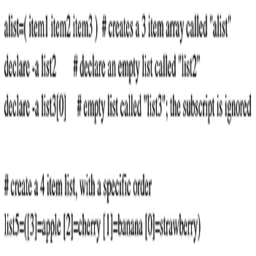 alist=( item1 item2 item3 ) # creates a 3 item array called "alist"
declare -a list2 # declare an empty list called "list2"
declare -a list3[0] # empty list called "list3"; the subscript is ignored
# create a 4 item list, with a specific order
list5=([3]=apple [2]=cherry [1]=banana [0]=strawberry)